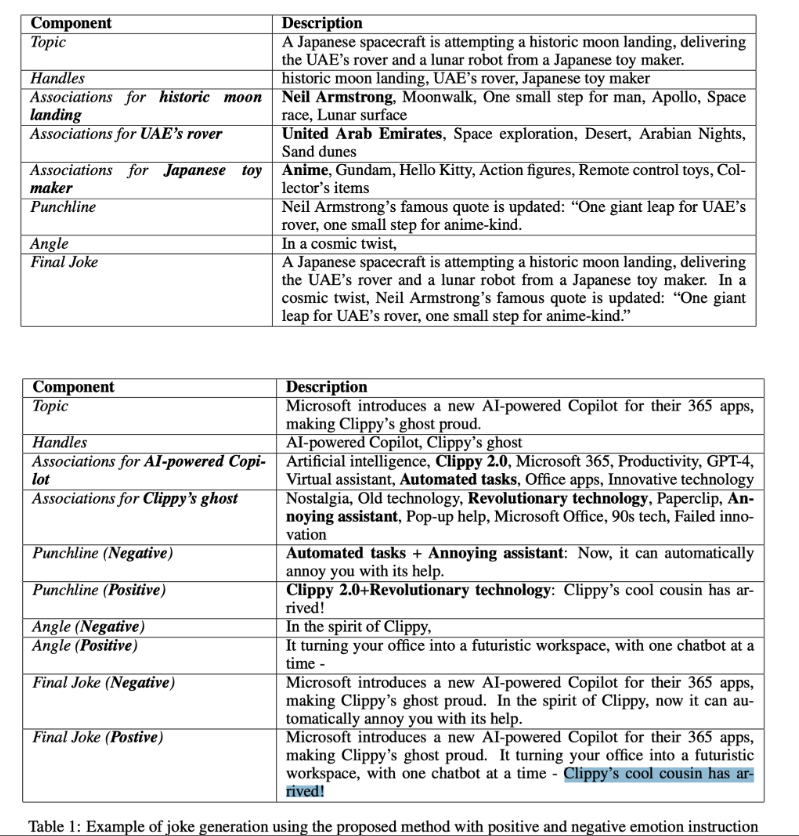 Component Description
Topic A Japanese spacecraft is attempting a historic moon landing, delivering
the UAE's rover and a lunar robot from a Japanese toy maker.
Handles historic moon landing, UAE's rover, Japanese toy maker
Associations for historic moon Neil Armstrong, Moonwalk, One small step for man, Apollo, Space
landing race, Lunar surface
Associations for UAE's rover United Arab Emirates, Space exploration, Desert, Arabian Nights,
Sand dunes
Associations for Japanese toy Anime, Gundam, Hello Kitty, Action figures, Remote control toys, Col-
maker lector's items
Punchline Neil Armstrong's famous quote is updated: “One giant leap for UAE's
rover, one small step for anime-kind.
Angle In a cosmic twist,
Final Joke A Japanese spacecraft is attempting a historic moon landing, delivering
the UAE's rover and a lunar robot from a Japanese toy maker. In a
cosmic twist, Neil Armstrong's famous quote is updated: “One giant
leap for UAE's rover, one small step for anime-kind.”
Component Description
Topic Microsoft introduces a new AI-powered Copilot for their 365 apps,
making Clippy's ghost proud.
Handles AI-powered Copilot, Clippy's ghost
Associations for AI-powered Copi- Artificial intelligence, Clippy 2.0, Microsoft 365, Productivity, GPT-4,
lot Virtual assistant, Automated tasks, Office apps, Innovative technology
Associations for Clippy's ghost Nostalgia, Old technology, Revolutionary technology, Paperclip, An-
noying assistant, Pop-up help, Microsoft Office, 90s tech, Failed inno-
vation
Punchline (Negative) Automated tasks + Annoying assistant: Now, it can automatically
annoy you with its help.
Punchline (Positive) Clippy 2.0+Revolutionary technology: Clippy's cool cousin has ar-
rived!
Angle (Negative) In the spirit of Clippy,
Angle (Positive) It turning your office into a futuristic workspace, with one chatbot at a
time -
Final Joke (Negative) Microsoft introduces a new AI-powered Copilot for their 365 apps,
making Clippy's ghost proud. In the spirit of Clippy, now it can au-
tomatically annoy you with its help.
Final Joke (Postive) Microsoft introduces a new AI-powered Copilot for their 365 apps,
making Clippy's ghost proud. It turning your office into a futuristic
workspace, with one chatbot at a time - Clippy's cool cousin has ar-
rived!
Table 1: Example of joke generation using the proposed method with positive and negative emotion instruction